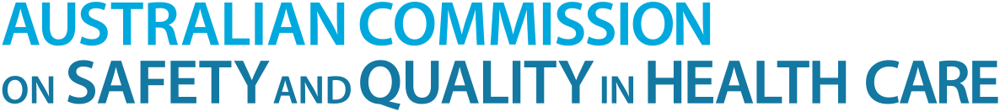 AUSTRALIAN COMMISSION
ON SAFETY AND QUALITY IN HEALTH CARE